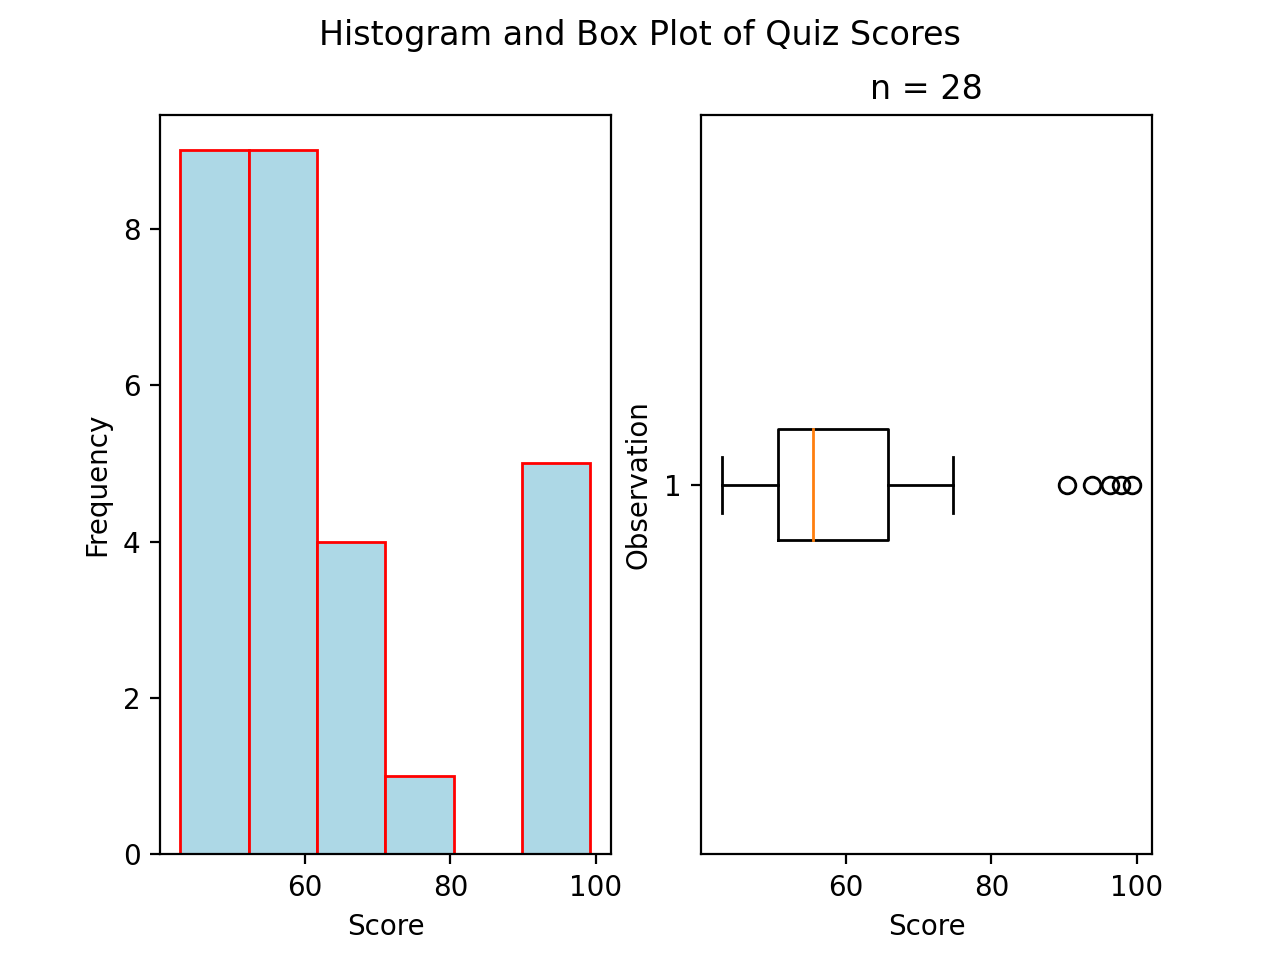 Histogram and Box Plot of Quiz Scores
Frequency
8
6
4
2
0
60 80 100
Score
n = 28
Observation
1
60 80 100
Score